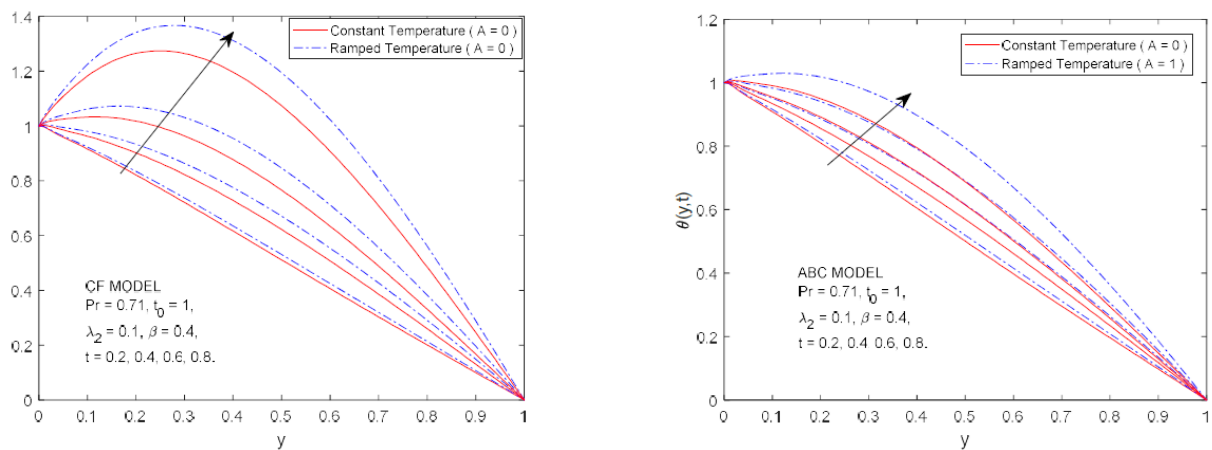 1.4
1.2
1
0.8
0.6
0.4
0.2
0
0 0.1 0.2 0.3 0.4 0.5 0.6 0.7 0.8 0.9 1
y
Constant Temperature ( A = 0 )
Ramped Temperature ( A = 0 )
CF MODEL
Pr = 0.71, t₀ = 1,
λ₂ = 0.1, β = 0.4,
t = 0.2, 0.4, 0.6, 0.8.
θ(y,t)
1.2
1
0.8
0.6
0.4
0.2
0
0 0.1 0.2 0.3 0.4 0.5 0.6 0.7 0.8 0.9 1
y
Constant Temperature ( A = 0 )
Ramped Temperature ( A = 1 )
ABC MODEL
Pr = 0.71, t₀ = 1,
λ₂ = 0.1, β = 0.4,
t = 0.2, 0.4 0.6, 0.8.